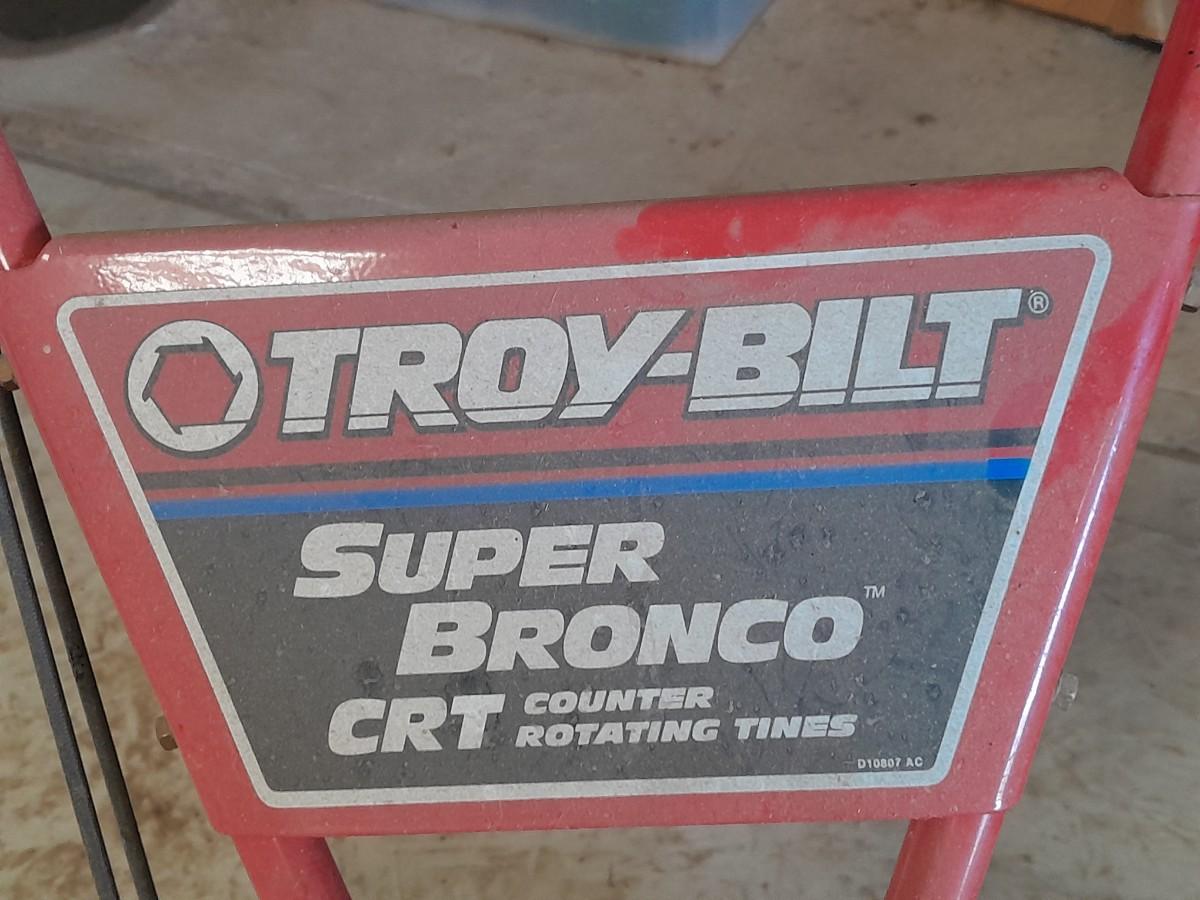 TROY-BILT®
SUPER
BRONCO™
CRT COUNTER
ROTATING TINES
D10807 AC